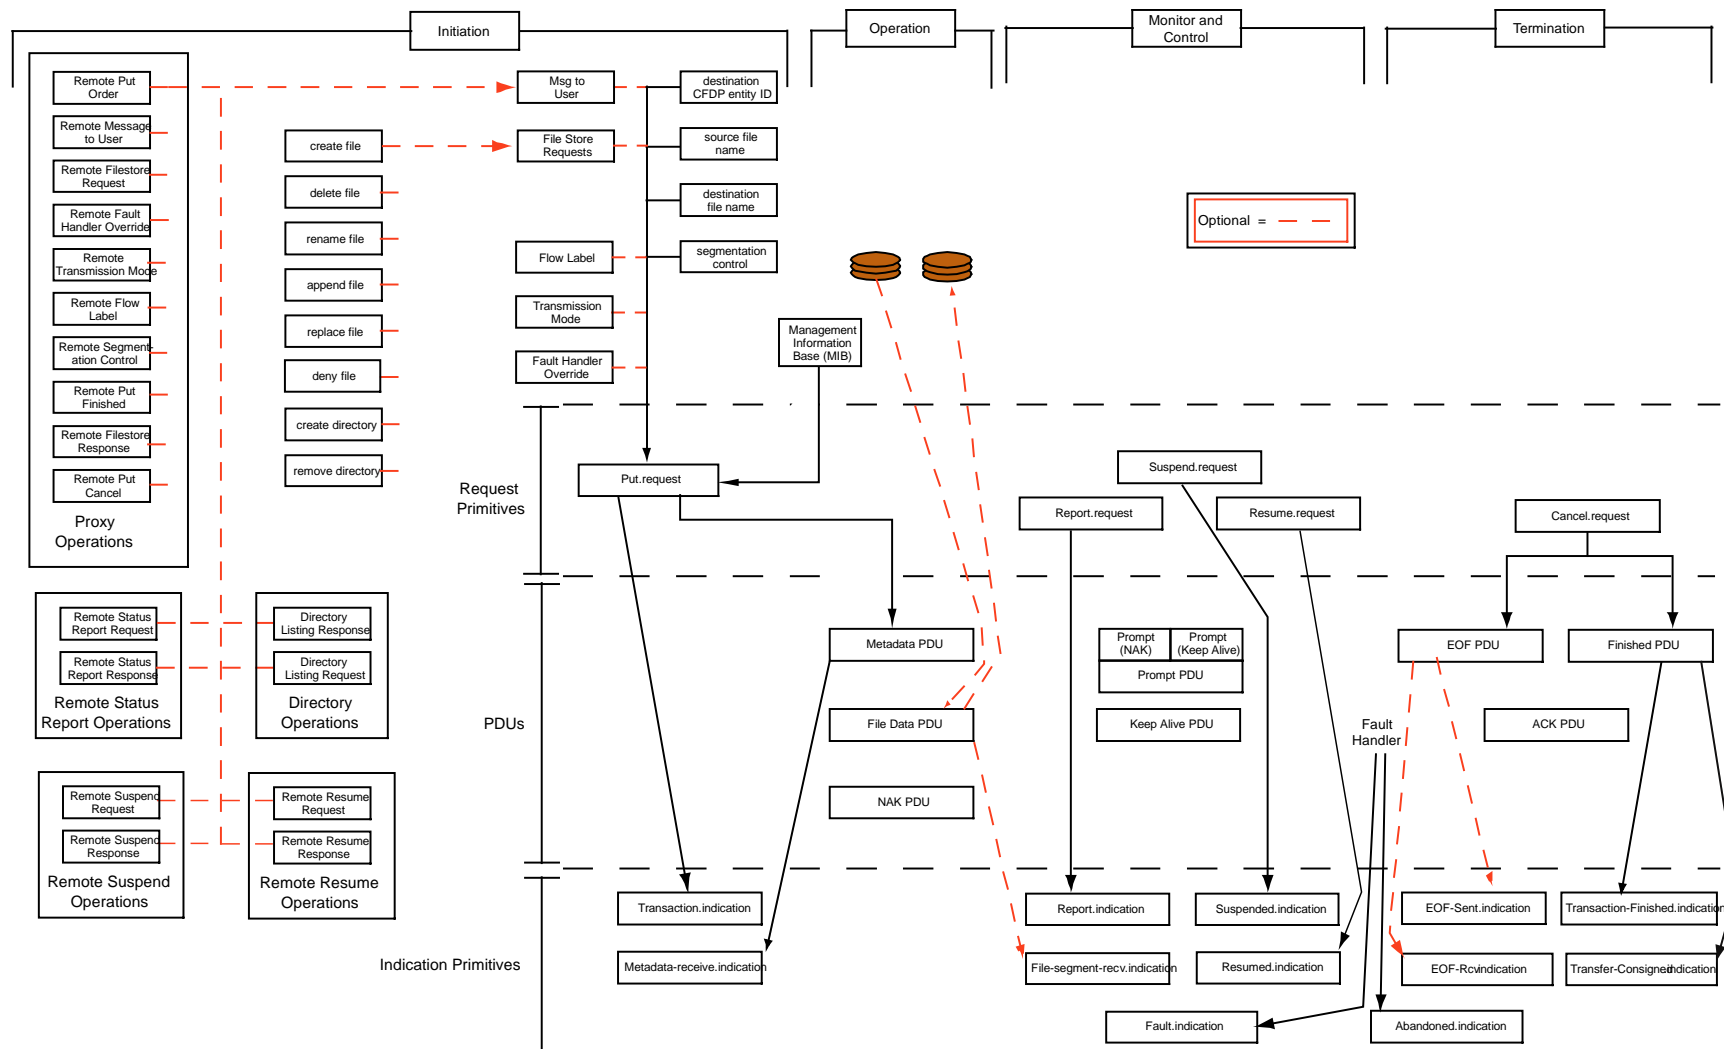 Initiation
Operation
Monitor and
Control
Termination
Remote Put
Order
Remote Message
to User
Remote Filestore
Request
Remote Fault
Handler Override
Remote
Transmission Mode
Remote Flow
Label
Remote Segment-
ation Control
Remote Put
Finished
Remote Filestore
Response
Remote Put
Cancel
Proxy
Operations
create file
delete file
rename file
append file
replace file
deny file
create directory
remove directory
Msg to
User
File Store
Requests
Flow Label
Transmission
Mode
Fault Handler
Override
destination
CFDP entity ID
source file
name
destination
file name
segmentation
control
Management
Information
Base (MIB)
Optional =
Request
Primitives
Put.request
Report.request
Suspend.request
Resume.request
Cancel.request
Remote Status
Report Request
Remote Status
Report Response
Remote Status
Report Operations
Directory
Listing Response
Directory
Listing Request
Directory
Operations
Remote Suspend
Request
Remote Suspend
Response
Remote Suspend
Operations
Remote Resume
Request
Remote Resume
Response
Remote Resume
Operations
PDUs
Metadata PDU
File Data PDU
NAK PDU
Prompt
(NAK)
Prompt
(Keep Alive)
Prompt PDU
Keep Alive PDU
Fault
Handler
EOF PDU
Finished PDU
ACK PDU
Indication Primitives
Transaction.indication
Metadata-receive.indication
Report.indication
File-segment-recv.indication
Suspended.indication
Resumed.indication
EOF-Sent.indication
EOF-Rcvindication
Transaction-Finished.indication
Transfer-Consigned.indication
Fault.indication
Abandoned.indication